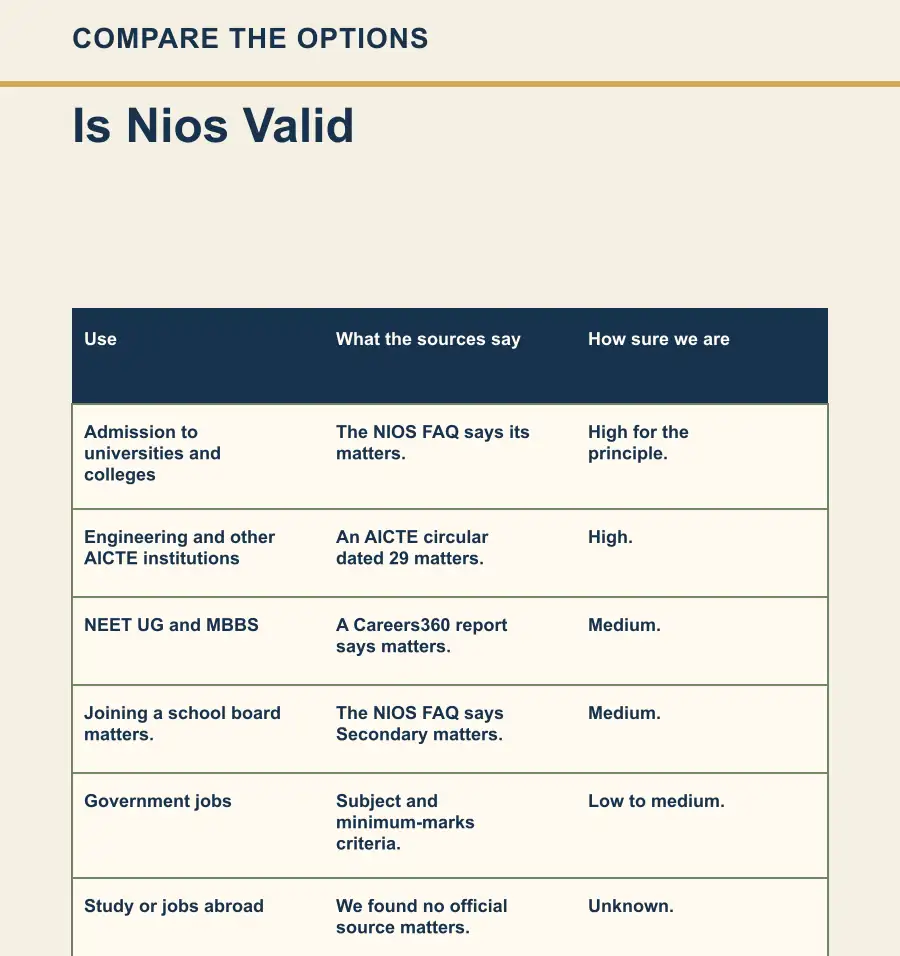 COMPARE THE OPTIONS
Is Nios Valid
Use
What the sources say
How sure we are
Admission to
universities and
colleges
The NIOS FAQ says its
matters.
High for the
principle.
Engineering and other
AICTE institutions
An AICTE circular
dated 29 matters.
High.
NEET UG and MBBS
A Careers360 report
says matters.
Medium.
Joining a school board
matters.
The NIOS FAQ says
Secondary matters.
Medium.
Government jobs
Subject and
minimum-marks
criteria.
Low to medium.
Study or jobs abroad
We found no official
source matters.
Unknown.